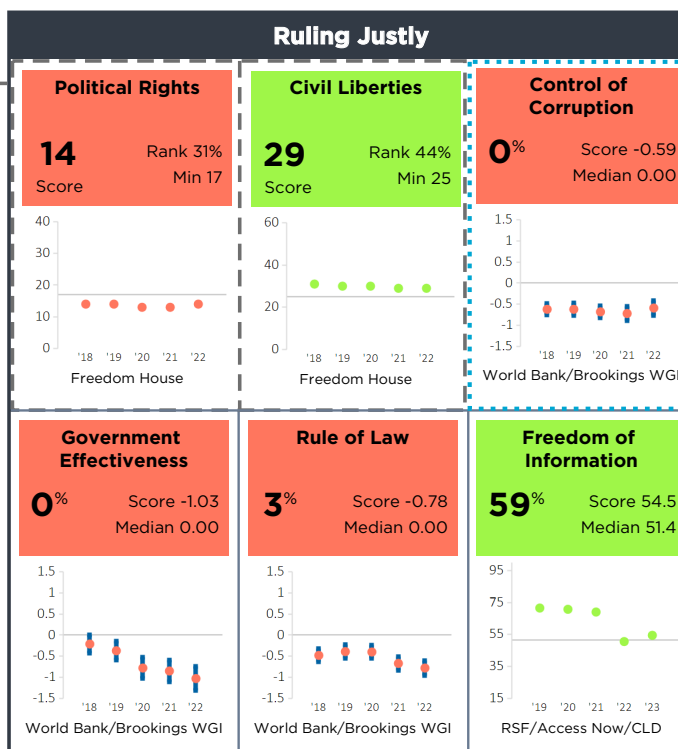 Ruling Justly
Political Rights
14
Score
Rank 31%
Min 17
40
30
20
10
0
'18 '19 '20 '21 '22
Freedom House
Civil Liberties
29
Score
Rank 44%
Min 25
60
40
20
0
'18 '19 '20 '21 '22
Freedom House
Control of
Corruption
0%
Score -0.59
Median 0.00
1.5
1
0.5
0
-0.5
-1
-1.5
'18 '19 '20 '21 '22
World Bank/Brookings WGI
Government
Effectiveness
0%
Score -1.03
Median 0.00
1.5
1
0.5
0
-0.5
-1
-1.5
'18 '19 '20 '21 '22
World Bank/Brookings WGI
Rule of Law
3%
Score -0.78
Median 0.00
1.5
1
0.5
0
-0.5
-1
-1.5
'18 '19 '20 '21 '22
World Bank/Brookings WGI
Freedom of
Information
59%
Score 54.5
Median 51.4
95
75
55
35
15
'19 '20 '21 '22 '23
RSF/Access Now/CLD